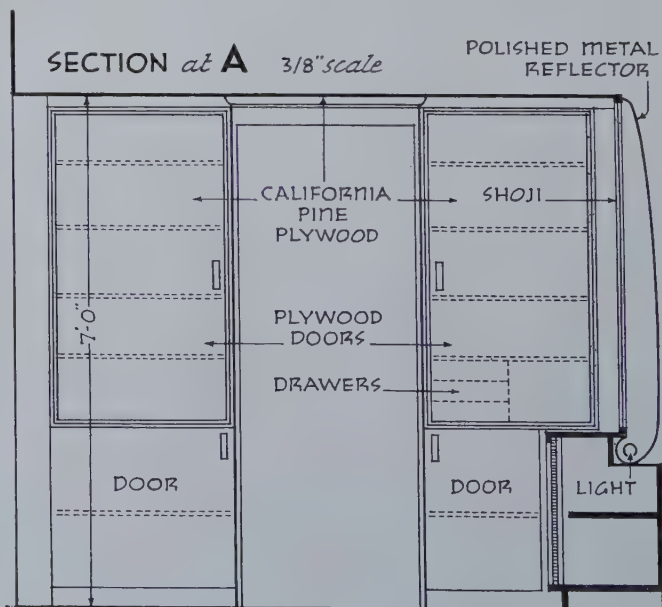 SECTION at A 3/8" scale
POLISHED METAL
REFLECTOR
CALIFORNIA
PINE
PLYWOOD
SHOJI
7'-0"
PLYWOOD
DOORS
DRAWERS
DOOR
DOOR
LIGHT